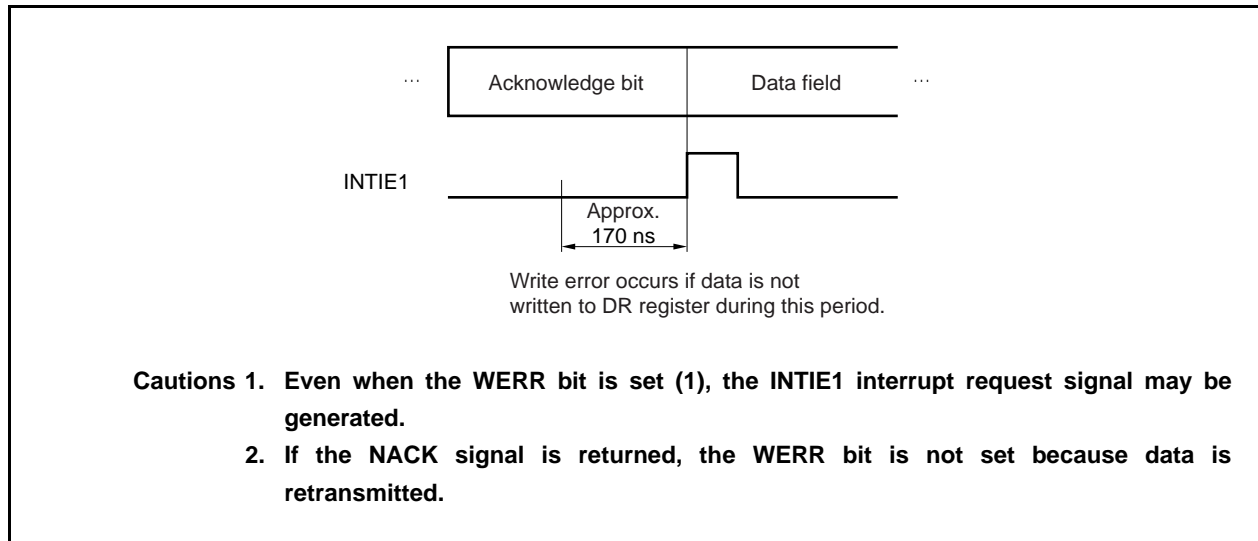 … Acknowledge bit Data field …
INTIE1
Approx.
170 ns
Write error occurs if data is not
written to DR register during this period.
Cautions 1. Even when the WERR bit is set (1), the INTIE1 interrupt request signal may be
generated.
2. If the NACK signal is returned, the WERR bit is not set because data is
retransmitted.